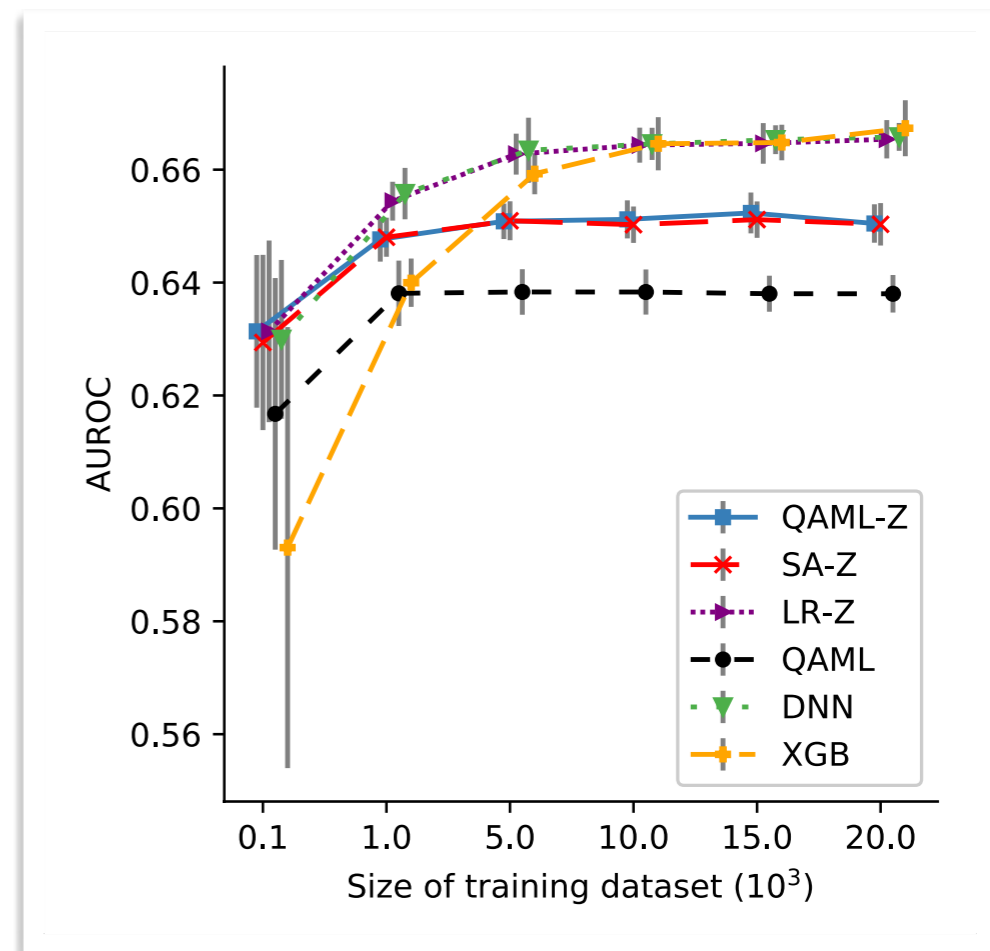 AUROC
0.66
0.64
0.62
0.60
0.58
0.56
QAML-Z
SA-Z
LR-Z
QAML
DNN
XGB
0.1 1.0 5.0 10.0 15.0 20.0
Size of training dataset (10³)